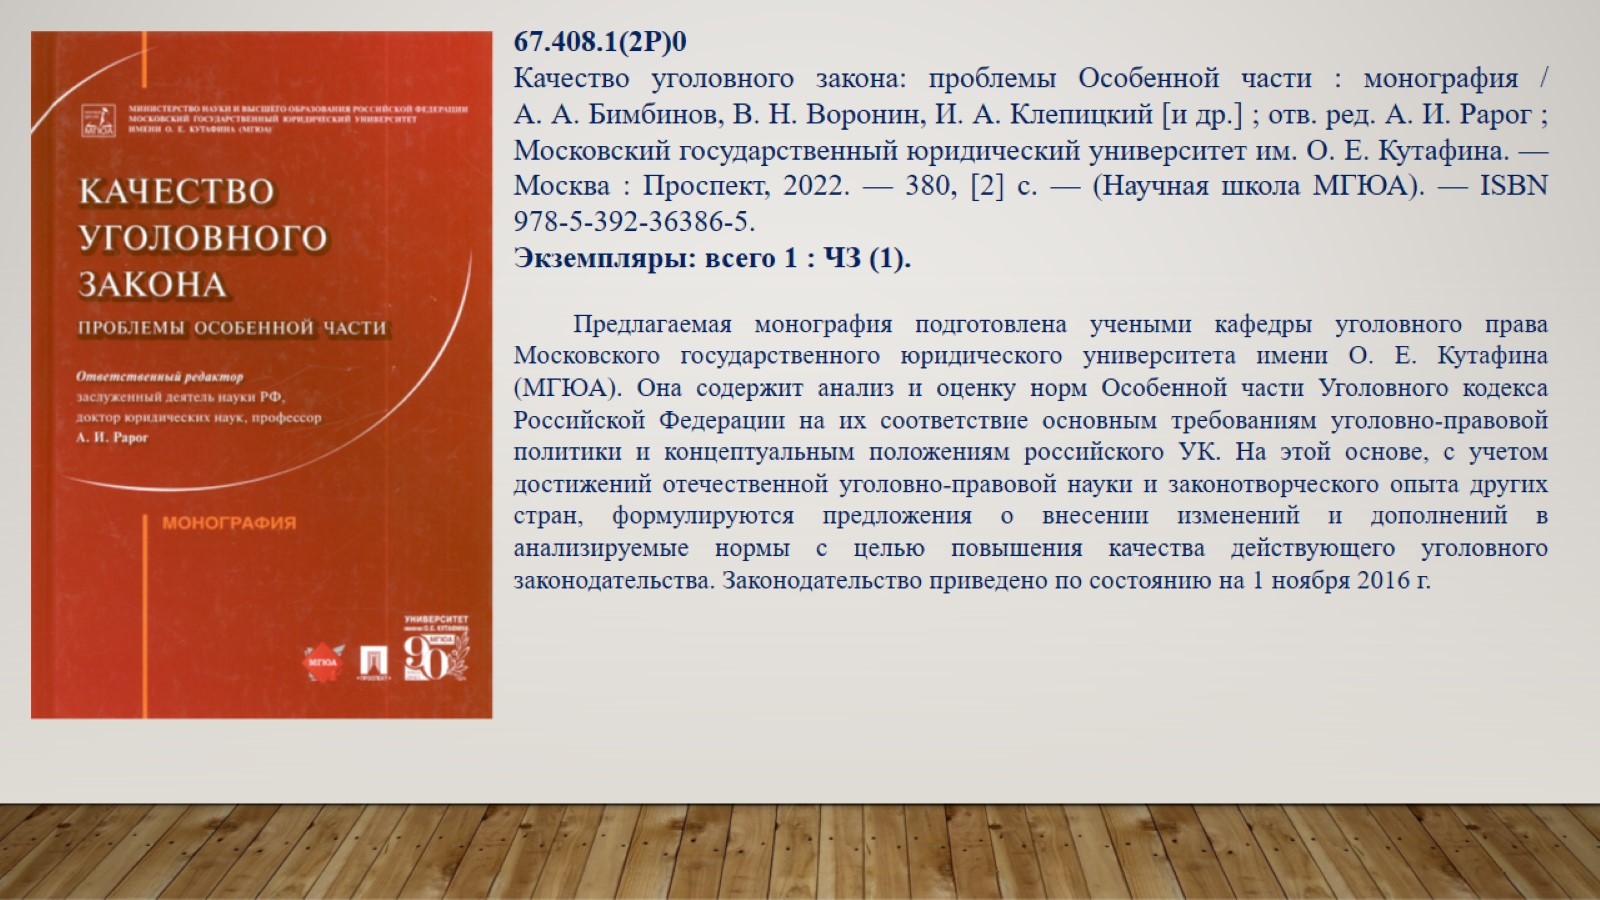 МИНИСТЕРСТВО НАУКИ И ВЫСШЕГО ОБРАЗОВАНИЯ РОССИЙСКОЙ ФЕДЕРАЦИИ
МОСКОВСКИЙ ГОСУДАРСТВЕННЫЙ ЮРИДИЧЕСКИЙ УНИВЕРСИТЕТ
ИМЕНИ О. Е. КУТАФИНА (МГЮА)
МГЮА
КАЧЕСТВО
УГОЛОВНОГО
ЗАКОНА
ПРОБЛЕМЫ ОСОБЕННОЙ ЧАСТИ
Ответственный редактор
заслуженный деятель науки РФ,
доктор юридических наук, профессор
А. И. Рарог
МОНОГРАФИЯ
МГЮА
•ПРОСПЕКТ•
УНИВЕРСИТЕТ
имени О.Е. КУТАФИНА
МГЮА
90
67.408.1(2Р)0
Качество уголовного закона: проблемы Особенной части : монография /
А. А. Бимбинов, В. Н. Воронин, И. А. Клепицкий [и др.] ; отв. ред. А. И. Рарог ;
Московский государственный юридический университет им. О. Е. Кутафина. —
Москва : Проспект, 2022. — 380, [2] с. — (Научная школа МГЮА). — ISBN
978-5-392-36386-5.
Экземпляры: всего 1 : ЧЗ (1).
Предлагаемая монография подготовлена учеными кафедры уголовного права
Московского государственного юридического университета имени О. Е. Кутафина
(МГЮА). Она содержит анализ и оценку норм Особенной части Уголовного кодекса
Российской Федерации на их соответствие основным требованиям уголовно-правовой
политики и концептуальным положениям российского УК. На этой основе, с учетом
достижений отечественной уголовно-правовой науки и законотворческого опыта других
стран, формулируются предложения о внесении изменений и дополнений в
анализируемые нормы с целью повышения качества действующего уголовного
законодательства. Законодательство приведено по состоянию на 1 ноября 2016 г.